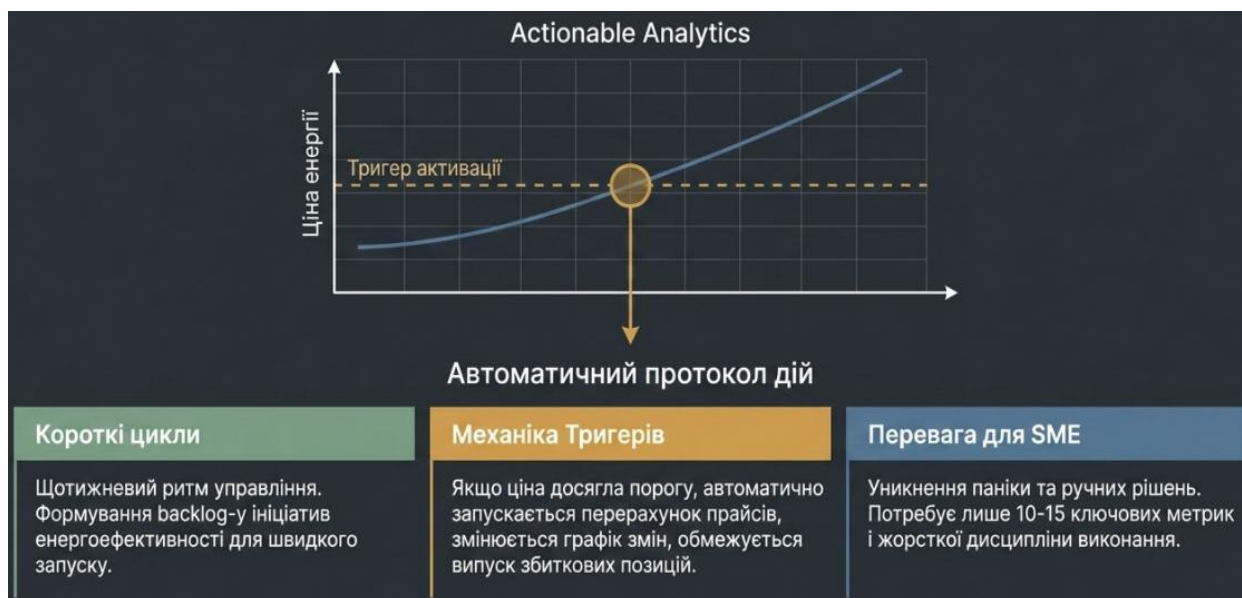 Actionable Analytics
Ціна енергії
Тригер активації
Автоматичний протокол дій
Короткі цикли
Щотижневий ритм управління.
Формування backlog-у ініціатив
енергоефективності для швидкого
запуску.
Механіка Тригерів
Якщо ціна досягла порогу, автоматично
запускається перерахунок прайсів,
змінюється графік змін, обмежується
випуск збиткових позицій.
Перевага для SME
Уникнення паніки та ручних рішень.
Потребує лише 10-15 ключових метрик
і жорсткої дисципліни виконання.